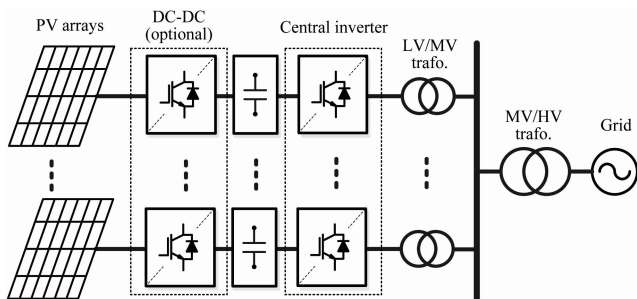 PV arrays
DC-DC
(optional)
Central inverter
LV/MV
trafo.
MV/HV
trafo.
Grid